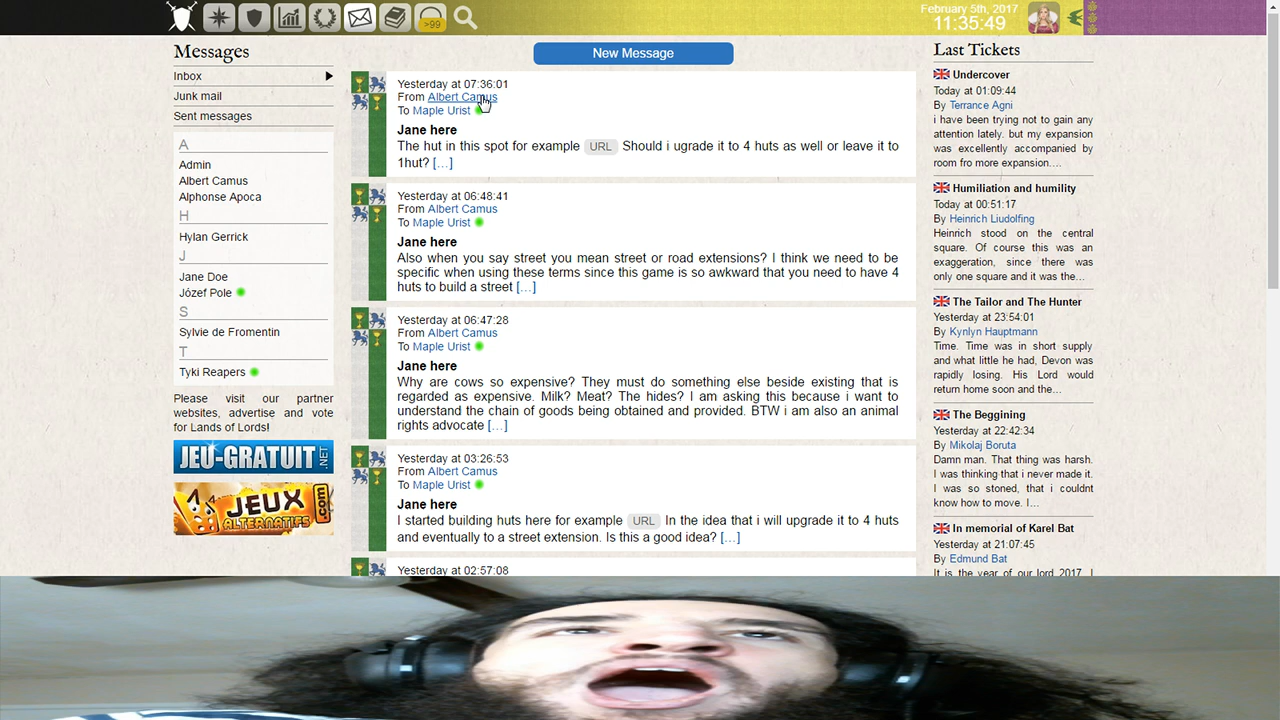 February 5th, 2017
11:35:49
>99
Messages
Inbox
Junk mail
Sent messages
A
Admin
Albert Camus
Alphonse Apoca
H
Hylan Gerrick
J
Jane Doe
Józef Pole
S
Sylvie de Fromentin
T
Tyki Reapers
Please visit our partner
websites, advertise and vote
for Lands of Lords!
JEU-GRATUIT.NET
JEUX
ALTERNATIFS.com
New Message
Yesterday at 07:36:01
From Albert Camus
To Maple Urist
Jane here
The hut in this spot for example URL Should i ugrade it to 4 huts as well or leave it to
1hut? [...]
Yesterday at 06:48:41
From Albert Camus
To Maple Urist
Jane here
Also when you say street you mean street or road extensions? I think we need to be
specific when using these terms since this game is so awkward that you need to have 4
huts to build a street [...]
Yesterday at 06:47:28
From Albert Camus
To Maple Urist
Jane here
Why are cows so expensive? They must do something else beside existing that is
regarded as expensive. Milk? Meat? The hides? I am asking this because i want to
understand the chain of goods being obtained and provided. BTW i am also an animal
rights advocate [...]
Yesterday at 03:26:53
From Albert Camus
To Maple Urist
Jane here
I started building huts here for example URL In the idea that i will upgrade it to 4 huts
and eventually to a street extension. Is this a good idea? [...]
Yesterday at 02:57:08
Last Tickets
Undercover
Today at 01:09:44
By Terrance Agni
i have been trying not to gain any
attention lately. but my expansion
was excellently accompanied by
room fro more expansion....
Humiliation and humility
Today at 00:51:17
By Heinrich Liudolfing
Heinrich stood on the central
square. Of course this was an
exaggeration, since there was
only one square and it was the...
The Tailor and The Hunter
Yesterday at 23:54:01
By Kynlyn Hauptmann
Time. Time was in short supply
and what little he had, Devon was
rapidly losing. His Lord would
return home soon and the...
The Beggining
Yesterday at 22:42:34
By Mikolaj Boruta
Damn man. That thing was harsh.
I was thinking that i never made it.
I was so stoned, that i couldnt
know how to move. I...
In memorial of Karel Bat
Yesterday at 21:07:45
By Edmund Bat
It is the year of our lord 2017. I